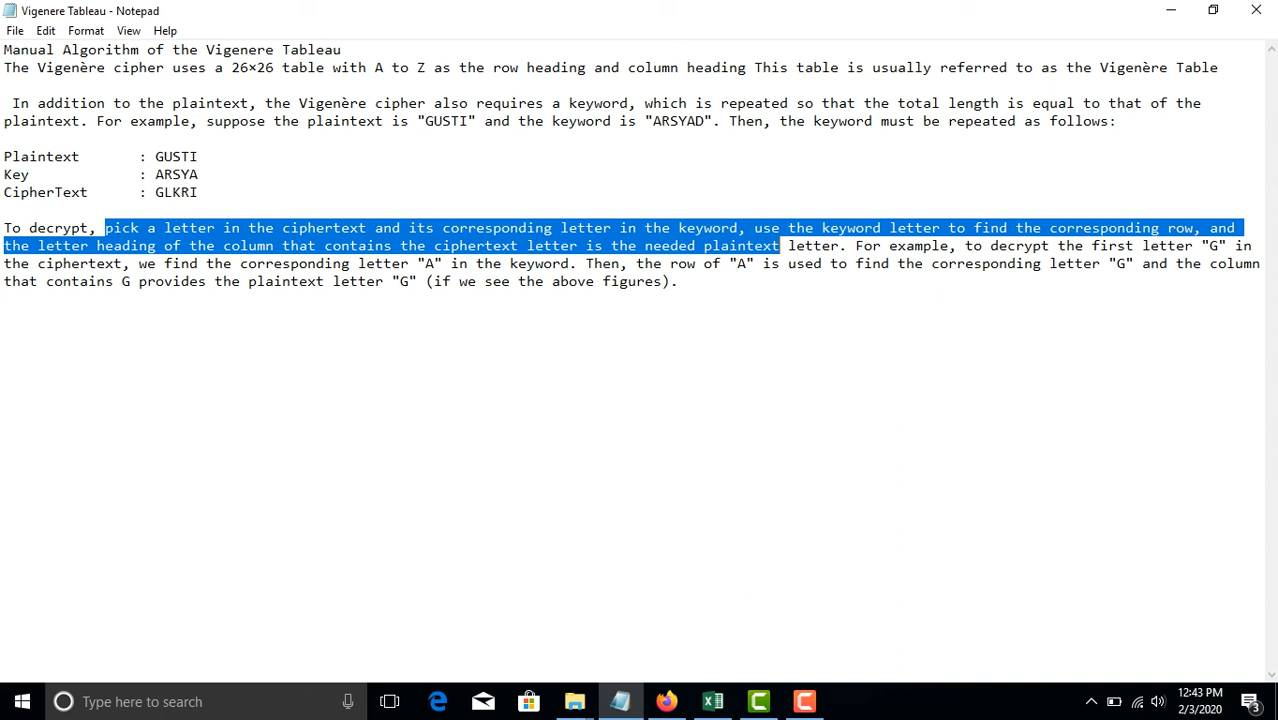 Vigenere Tableau - Notepad
File Edit Format View Help
Manual Algorithm of the Vigenere Tableau
The Vigenère cipher uses a 26×26 table with A to Z as the row heading and column heading This table is usually referred to as the Vigenère Table
In addition to the plaintext, the Vigenère cipher also requires a keyword, which is repeated so that the total length is equal to that of the
plaintext. For example, suppose the plaintext is "GUSTI" and the keyword is "ARSYAD". Then, the keyword must be repeated as follows:
Plaintext : GUSTI
Key : ARSYA
CipherText : GLKRI
To decrypt, pick a letter in the ciphertext and its corresponding letter in the keyword, use the keyword letter to find the corresponding row, and
the letter heading of the column that contains the ciphertext letter is the needed plaintext letter. For example, to decrypt the first letter "G" in
the ciphertext, we find the corresponding letter "A" in the keyword. Then, the row of "A" is used to find the corresponding letter "G" and the column
that contains G provides the plaintext letter "G" (if we see the above figures).
Type here to search
12:43 PM
2/3/2020
3